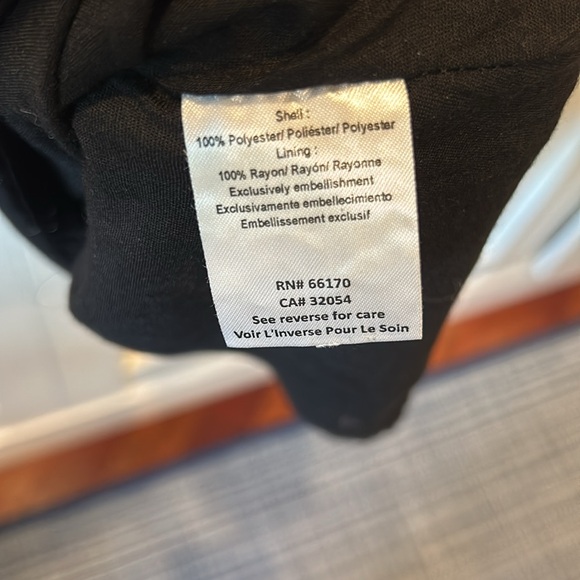 Shell :
100% Polyester/ Poliéster/ Polyester
Lining :
100% Rayon/ Rayón/ Rayonne
Exclusively embellishment
Exclusivamente embellecimiento
Embellissement exclusif
RN# 66170
CA# 32054
See reverse for care
Voir L'inverse Pour Le Soin